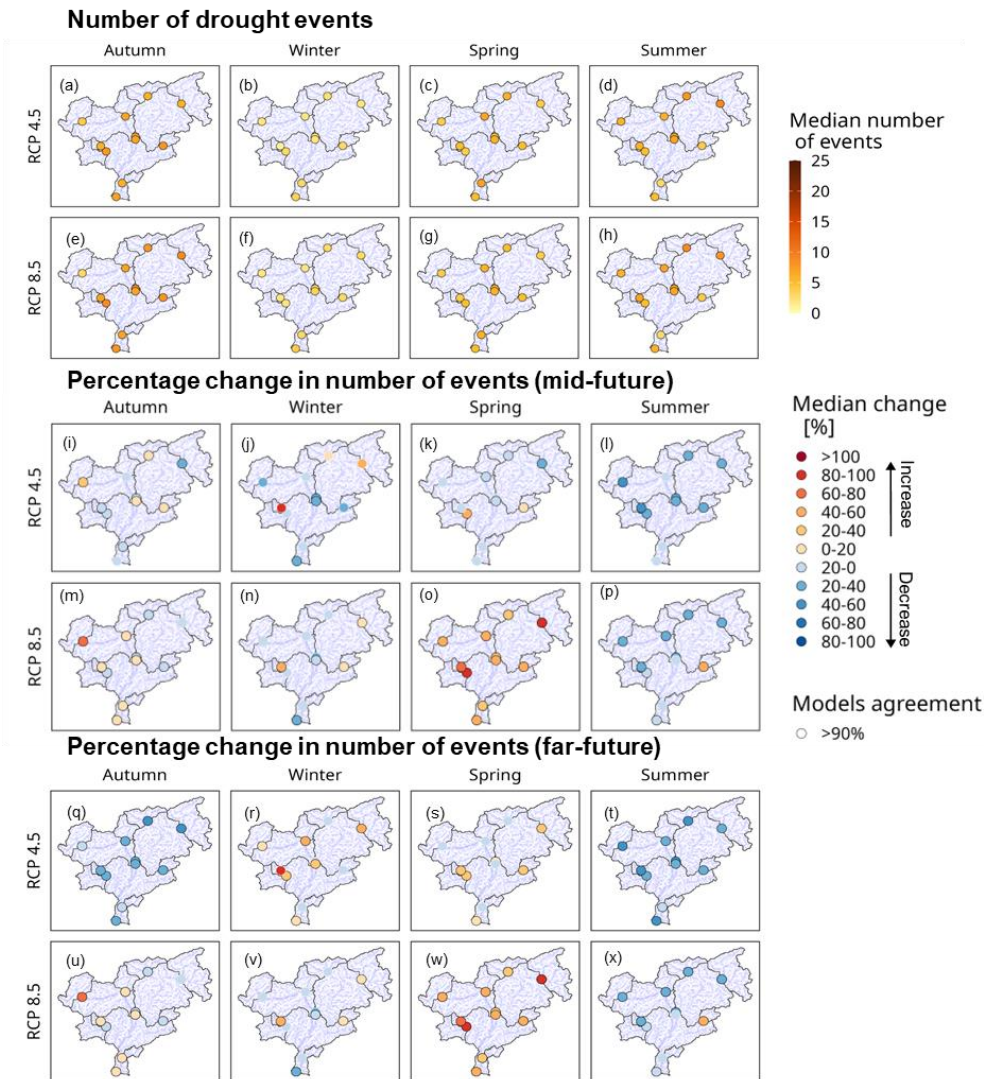 Number of drought events
Autumn Winter Spring Summer
RCP 4.5
(a) (b) (c) (d)
RCP 8.5
(e) (f) (g) (h)
Median number
of events
25
20
15
10
5
0
Percentage change in number of events (mid-future)
Autumn Winter Spring Summer
RCP 4.5
(i) (j) (k) (l)
RCP 8.5
(m) (n) (o) (p)
Median change
[%]
>100
80-100
60-80
40-60
20-40
0-20
20-0
20-40
40-60
60-80
80-100
Increase
Decrease
Models agreement
>90%
Percentage change in number of events (far-future)
Autumn Winter Spring Summer
RCP 4.5
(q) (r) (s) (t)
RCP 8.5
(u) (v) (w) (x)